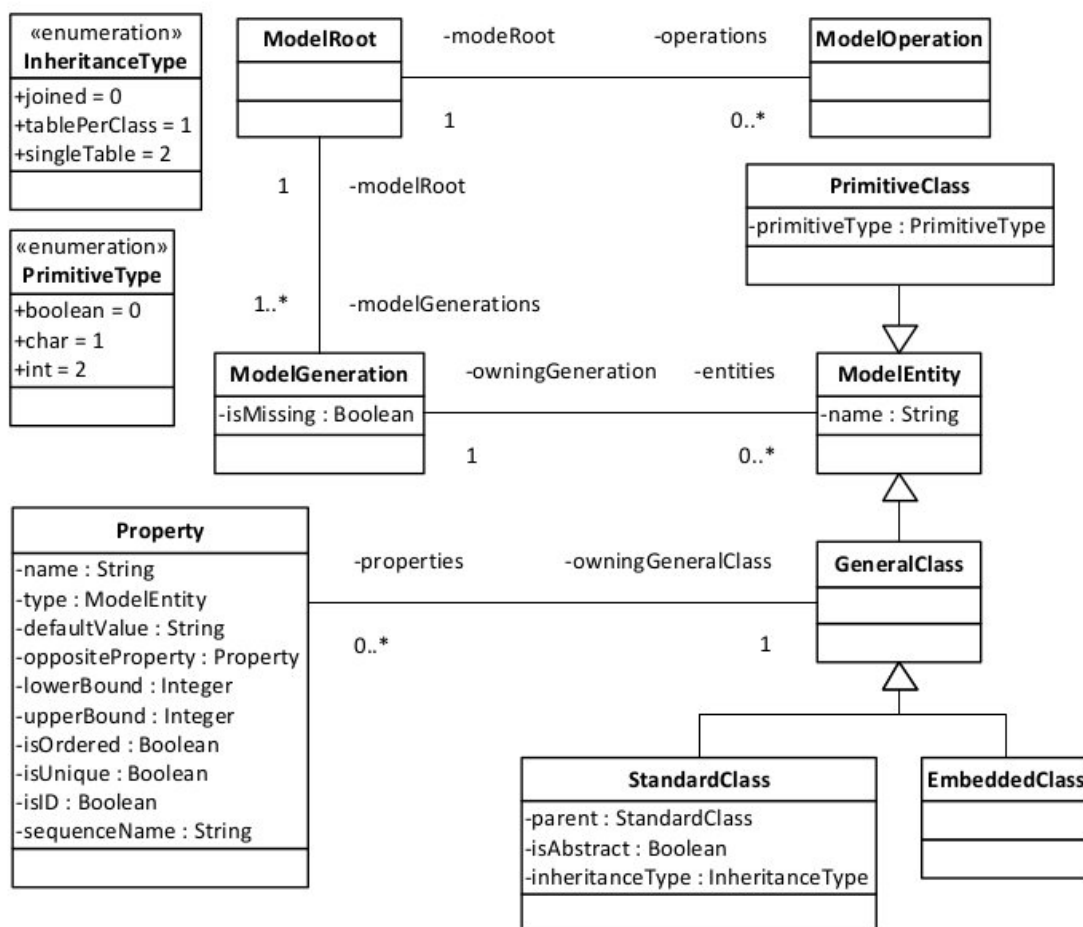 «enumeration»
InheritanceType
+joined = 0
+tablePerClass = 1
+singleTable = 2
ModelRoot
-modeRoot
-operations
1
0..*
ModelOperation
1
-modelRoot
1..*
-modelGenerations
«enumeration»
PrimitiveType
+boolean = 0
+char = 1
+int = 2
PrimitiveClass
-primitiveType : PrimitiveType
ModelGeneration
-isMissing : Boolean
-owningGeneration
-entities
1
0..*
ModelEntity
-name : String
Property
-name : String
-type : ModelEntity
-defaultValue : String
-oppositeProperty : Property
-lowerBound : Integer
-upperBound : Integer
-isOrdered : Boolean
-isUnique : Boolean
-isID : Boolean
-sequenceName : String
-properties
-owningGeneralClass
0..*
1
GeneralClass
StandardClass
-parent : StandardClass
-isAbstract : Boolean
-inheritanceType : InheritanceType
EmbeddedClass